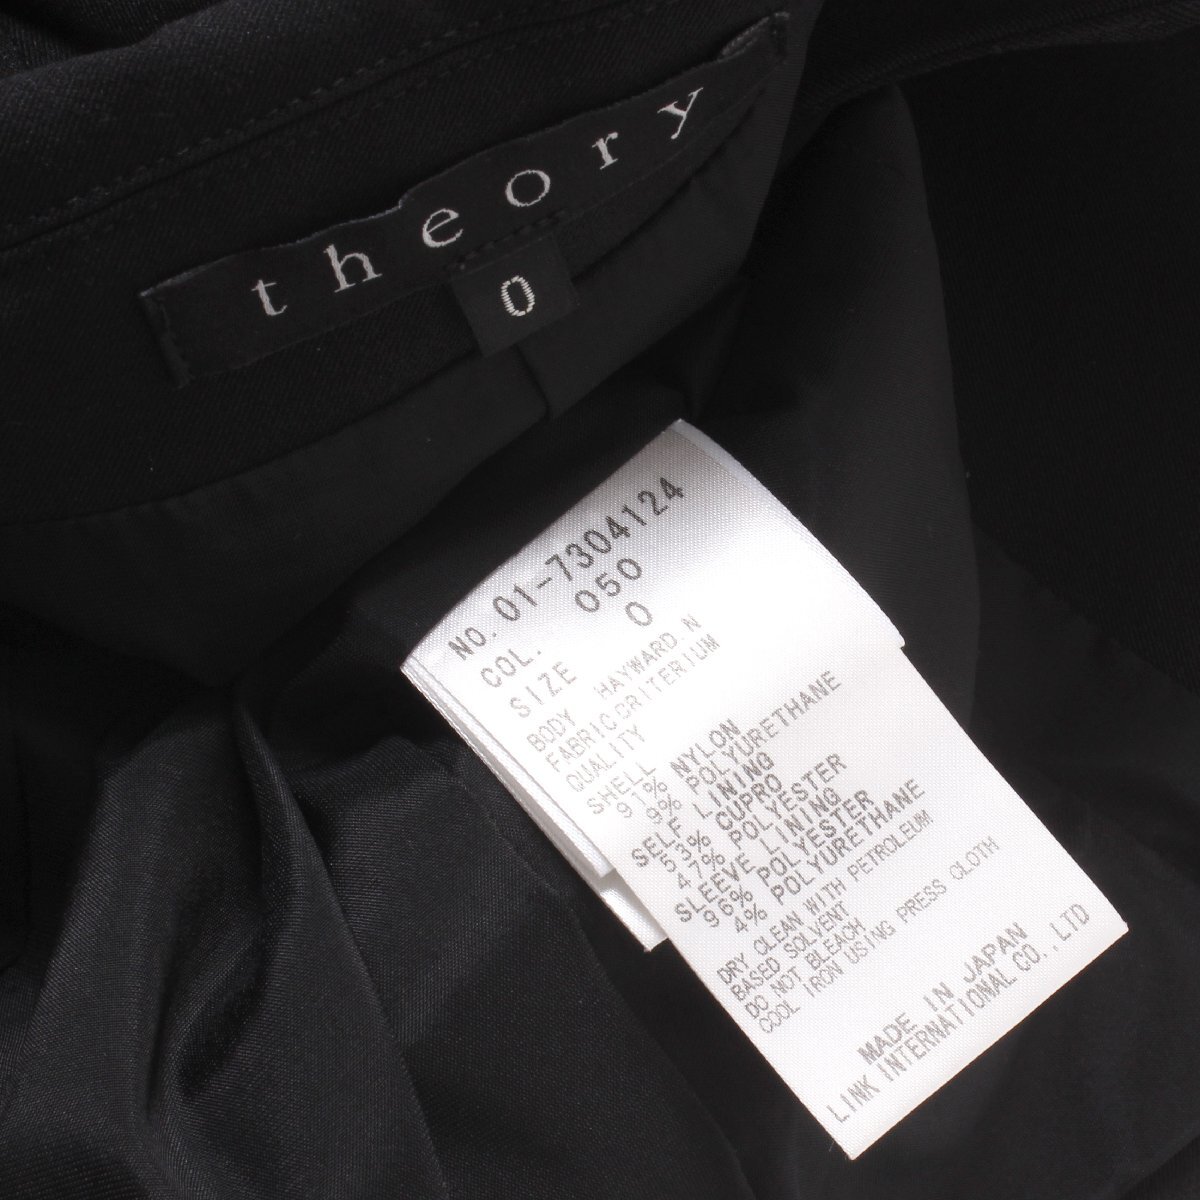 theory
0
NO. 01-7304124
COL. 050
SIZE 0
BODY HAYWARD.N
FABRIC CRITERIUM
QUALITY
SHELL
91% NYLON
9% POLYURETHANE
SELF LINING
53% CUPRO
47% POLYESTER
SLEEVE LINING
96% POLYESTER
4% POLYURETHANE
DRY CLEAN WITH PETROLEUM
BASED SOLVENT
DO NOT BLEACH
COOL IRON USING PRESS CLOTH
MADE IN JAPAN
LINK INTERNATIONAL CO.,LTD